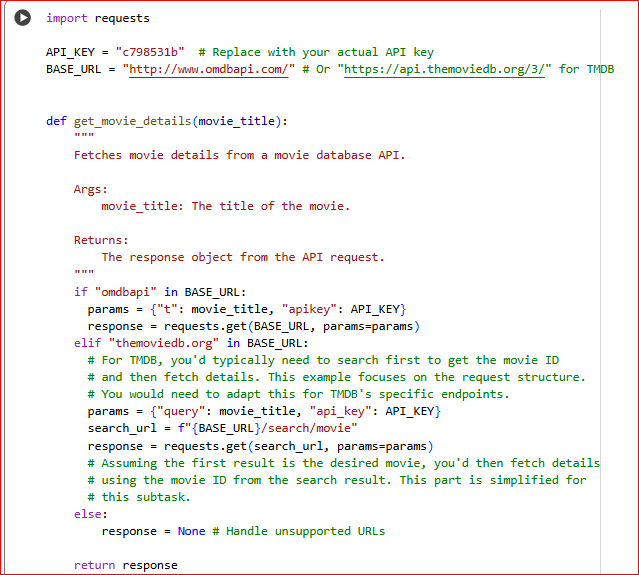 import requests
API_KEY = "c798531b"  # Replace with your actual API key
BASE_URL = "http://www.omdbapi.com/" # Or "https://api.themoviedb.org/3/" for TMDB
def get_movie_details(movie_title):
    """
    Fetches movie details from a movie database API.
    Args:
        movie_title: The title of the movie.
    Returns:
        The response object from the API request.
    """
    if "omdbapi" in BASE_URL:
      params = {"t": movie_title, "apikey": API_KEY}
      response = requests.get(BASE_URL, params=params)
    elif "themoviedb.org" in BASE_URL:
      # For TMDB, you'd typically need to search first to get the movie ID
      # and then fetch details. This example focuses on the request structure.
      # You would need to adapt this for TMDB's specific endpoints.
      params = {"query": movie_title, "api_key": API_KEY}
      search_url = f"{BASE_URL}/search/movie"
      response = requests.get(search_url, params=params)
      # Assuming the first result is the desired movie, you'd then fetch details
      # using the movie ID from the search result. This part is simplified for
      # this subtask.
    else:
        response = None # Handle unsupported URLs
    return response